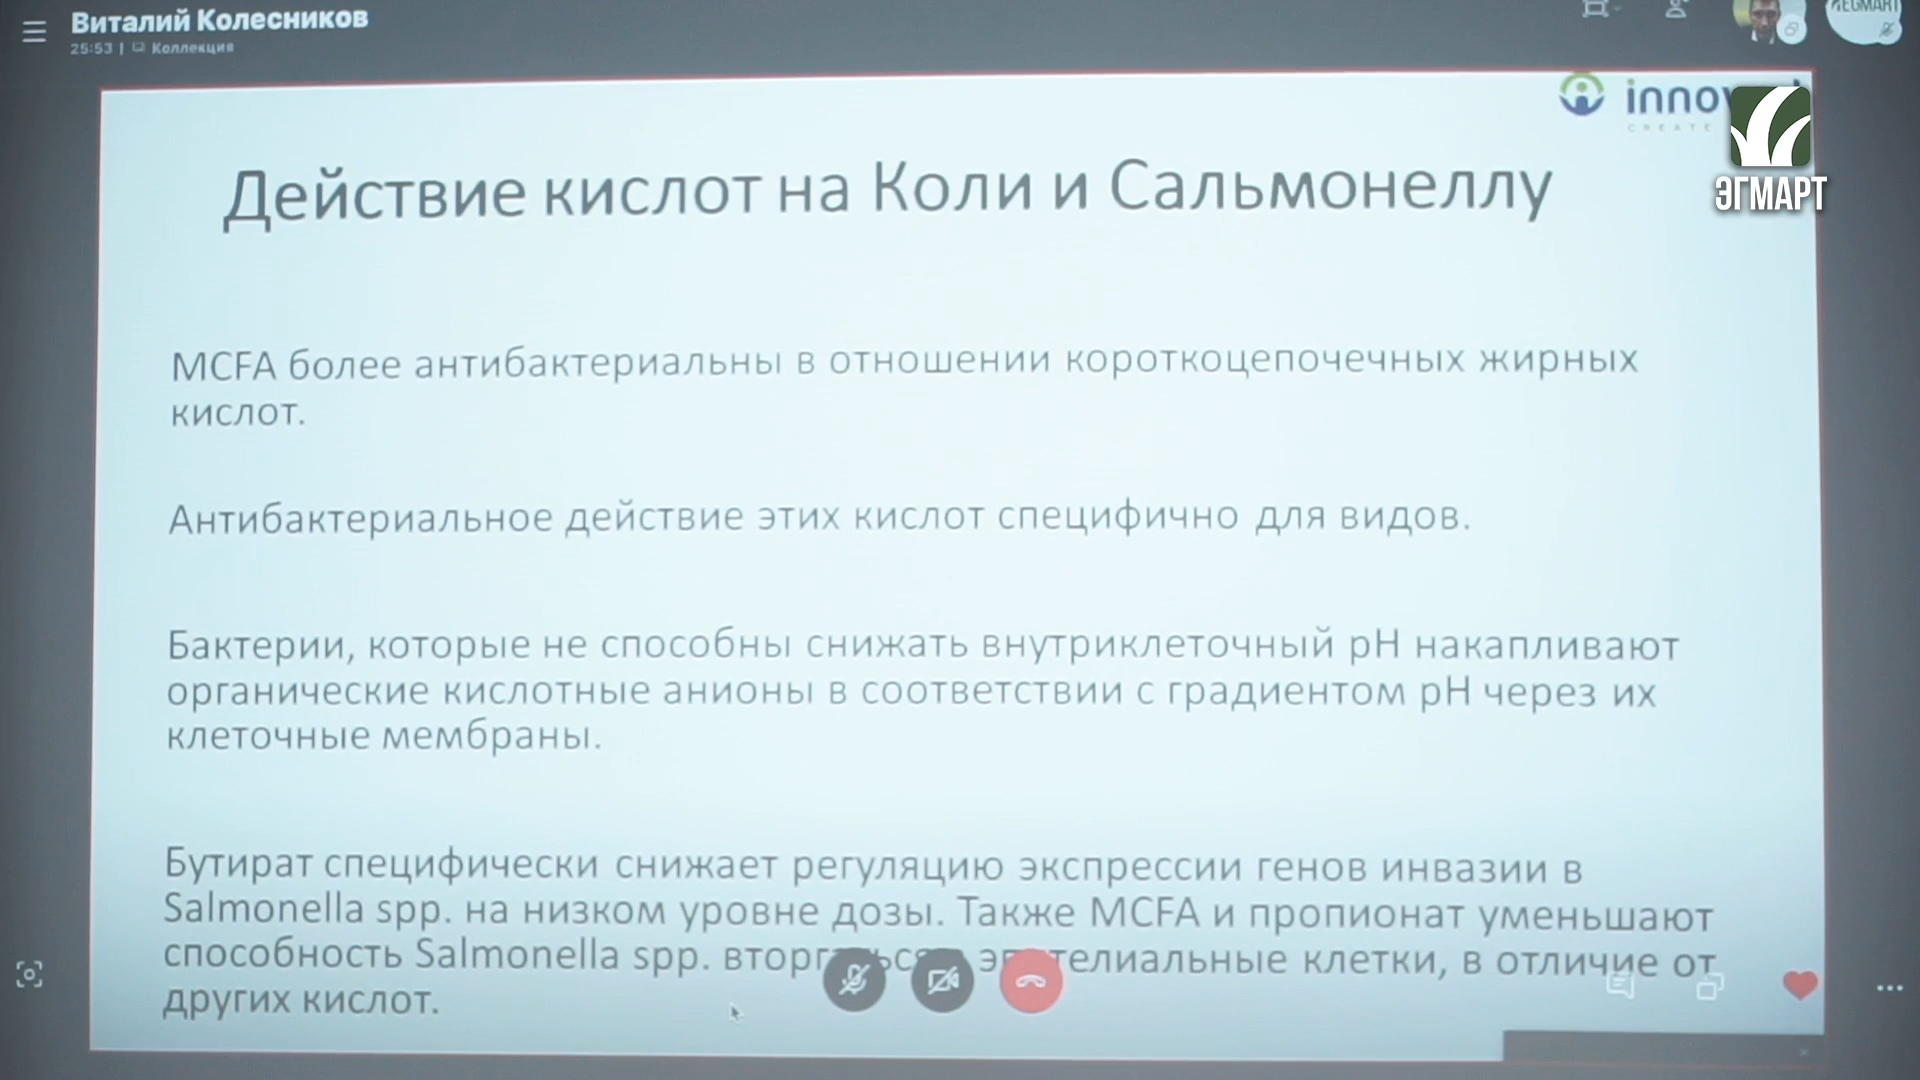 Виталий Колесников
25:53 | Коллекция
EGMART
CREATE
ЭГМАРТ
Действие кислот на Коли и Сальмонеллу
MCFA более антибактериальны в отношении короткоцепочечных жирных
кислот.
Антибактериальное действие этих кислот специфично для видов.
Бактерии, которые не способны снижать внутриклеточный pH накапливают
органические кислотные анионы в соответствии с градиентом pH через их
клеточные мембраны.
Бутират специфически снижает регуляцию экспрессии генов инвазии в
Salmonella spp. на низком уровне дозы. Также MCFA и пропионат уменьшают
способность Salmonella spp. клетки, в отличие от
других кислот.